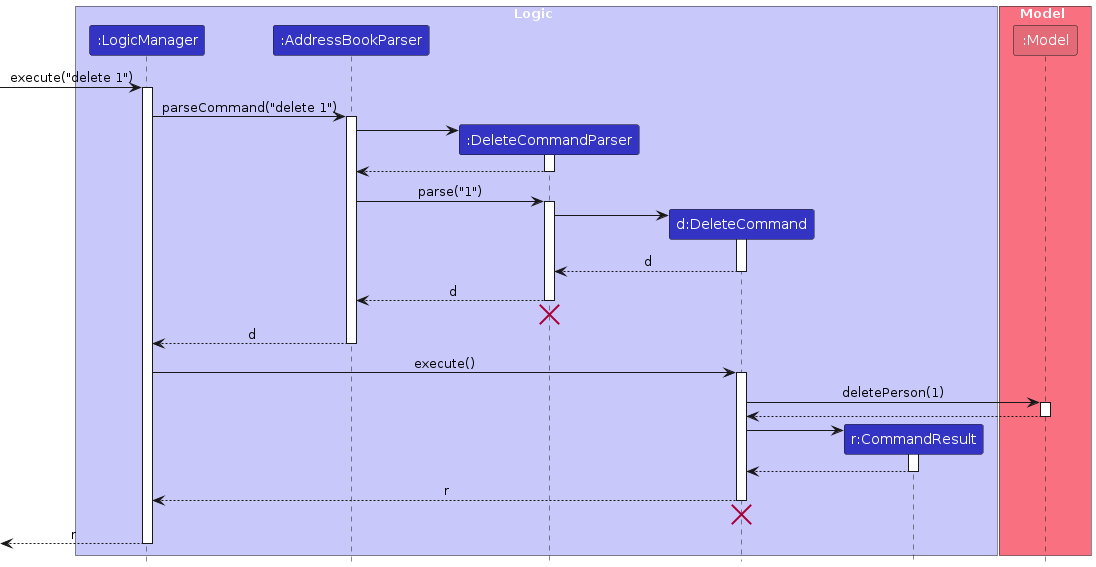 Logic
Model
:LogicManager
:AddressBookParser
:Model
execute("delete 1")
parseCommand("delete 1")
:DeleteCommandParser
parse("1")
d:DeleteCommand
d
d
d
execute()
deletePerson(1)
r:CommandResult
r
r